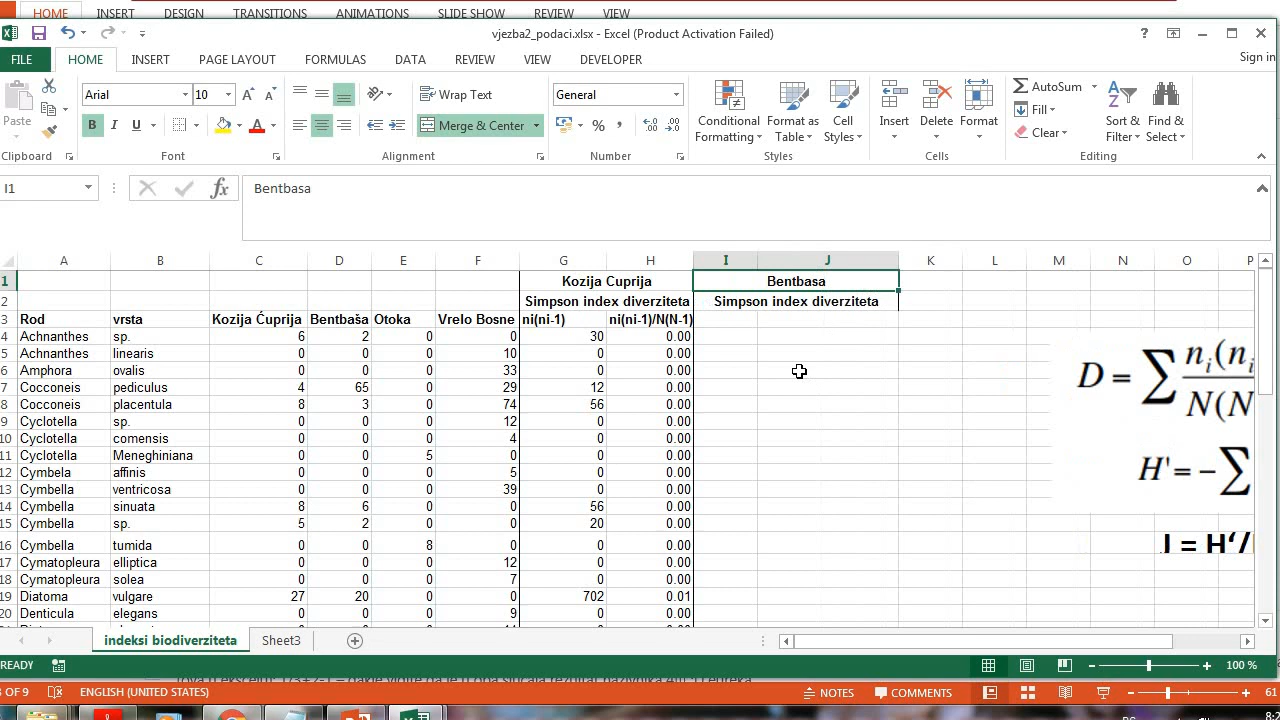 HOME INSERT DESIGN TRANSITIONS ANIMATIONS SLIDE SHOW REVIEW VIEW
vjezba2_podaci.xlsx - Excel (Product Activation Failed)
FILE HOME INSERT PAGE LAYOUT FORMULAS DATA REVIEW VIEW DEVELOPER Sign in
Arial 10 Wrap Text General AutoSum
Paste Conditional Formatting Format as Table Cell Styles Insert Delete Format Fill Sort & Filter Find & Select
B I U Merge & Center % Clear
Clipboard Font Alignment Number Styles Cells Editing
I1 fx Bentbasa
A B C D E F G H I J K L M N O P
1 Kozija Cuprija Bentbasa
2 Simpson index diverziteta Simpson index diverziteta
3 Rod vrsta Kozija Ćuprija Bentbaša Otoka Vrelo Bosne ni(ni-1) ni(ni-1)/N(N-1)
4 Achnanthes sp. 6 2 0 0 30 0.00
5 Achnanthes linearis 0 0 0 10 0 0.00
6 Amphora ovalis 0 0 0 33 0 0.00
7 Cocconeis pediculus 4 65 0 29 12 0.00
8 Cocconeis placentula 8 3 0 74 56 0.00
9 Cyclotella sp. 0 0 0 12 0 0.00
10 Cyclotella comensis 0 0 0 4 0 0.00
11 Cyclotella Meneghiniana 0 0 5 0 0 0.00
12 Cymbela affinis 0 0 0 5 0 0.00
13 Cymbella ventricosa 0 0 0 39 0 0.00
14 Cymbella sinuata 8 6 0 0 56 0.00
15 Cymbella sp. 5 2 0 0 20 0.00
16 Cymbella tumida 0 0 8 0 0 0.00
17 Cymatopleura elliptica 0 0 0 12 0 0.00
18 Cymatopleura solea 0 0 0 7 0 0.00
19 Diatoma vulgare 27 20 0 0 702 0.01
20 Denticula elegans 0 0 0 9 0 0.00
D = ∑ ni(ni
N(N
H' = - ∑
J = H'/
indeksi biodiverziteta Sheet3
READY 100 %
OF 9 ENGLISH (UNITED STATES) NOTES COMMENTS 61